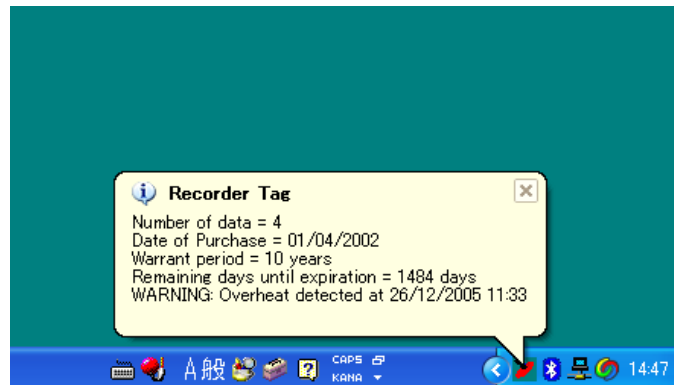 Recorder Tag
Number of data = 4
Date of Purchase = 01/04/2002
Warrant period = 10 years
Remaining days until expiration = 1484 days
WARNING: Overheat detected at 26/12/2005 11:33
A 般 CAPS
KANA
14:47